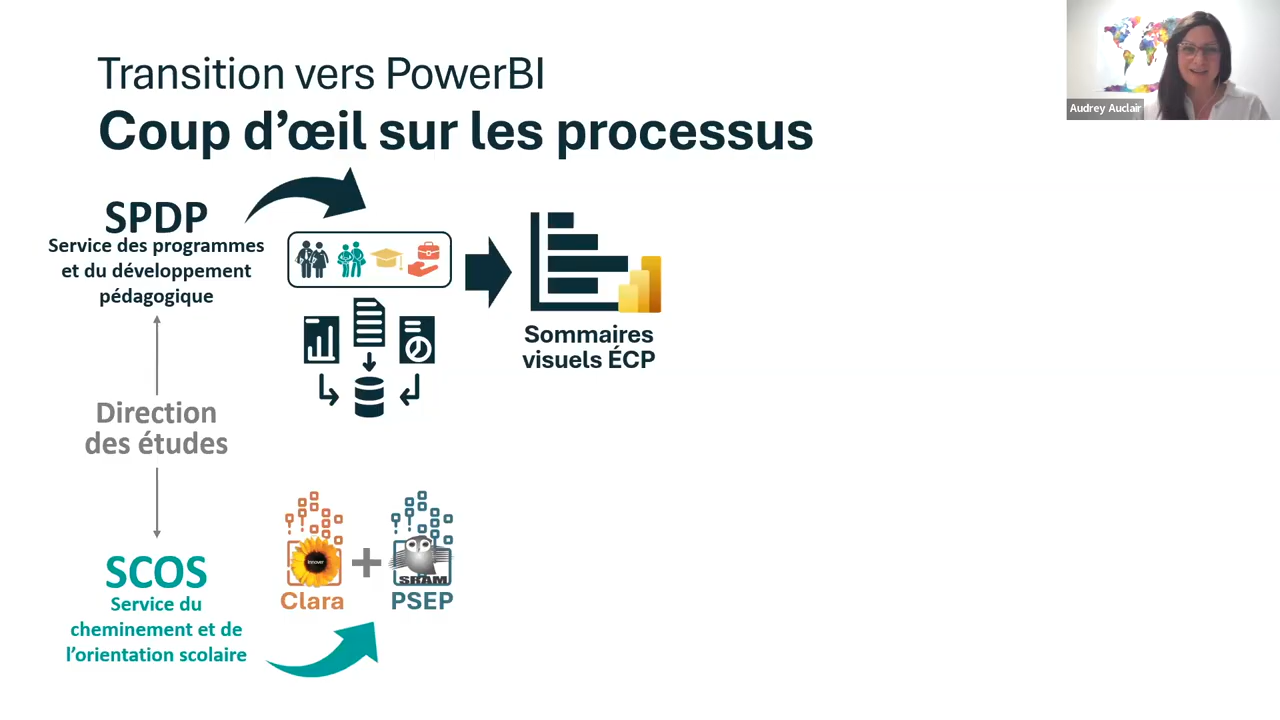 Transition vers PowerBI
Coup d’œil sur les processus
Audrey Auclair
SPDP
Service des programmes
et du développement
pédagogique
Sommaires
visuels ÉCP
Direction
des études
SCOS
Service du
cheminement et de
l’orientation scolaire
innover
Clara
+
SRAM
PSEP